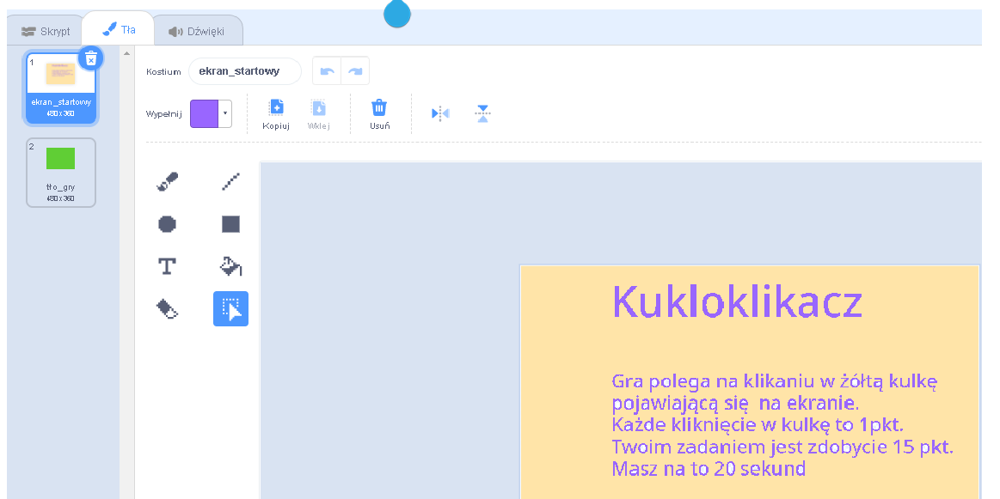 Skrypt
Tła
Dźwięki
1
ekran_startowy
480 x 360
2
tło_gry
480 x 360
Kostium
ekran_startowy
Wypełnij
Kopiuj
Wklej
Usuń
T
Kukloklikacz
Gra polega na klikaniu w żółtą kulkę
pojawiającą się na ekranie.
Każde kliknięcie w kulkę to 1pkt.
Twoim zadaniem jest zdobycie 15 pkt.
Masz na to 20 sekund